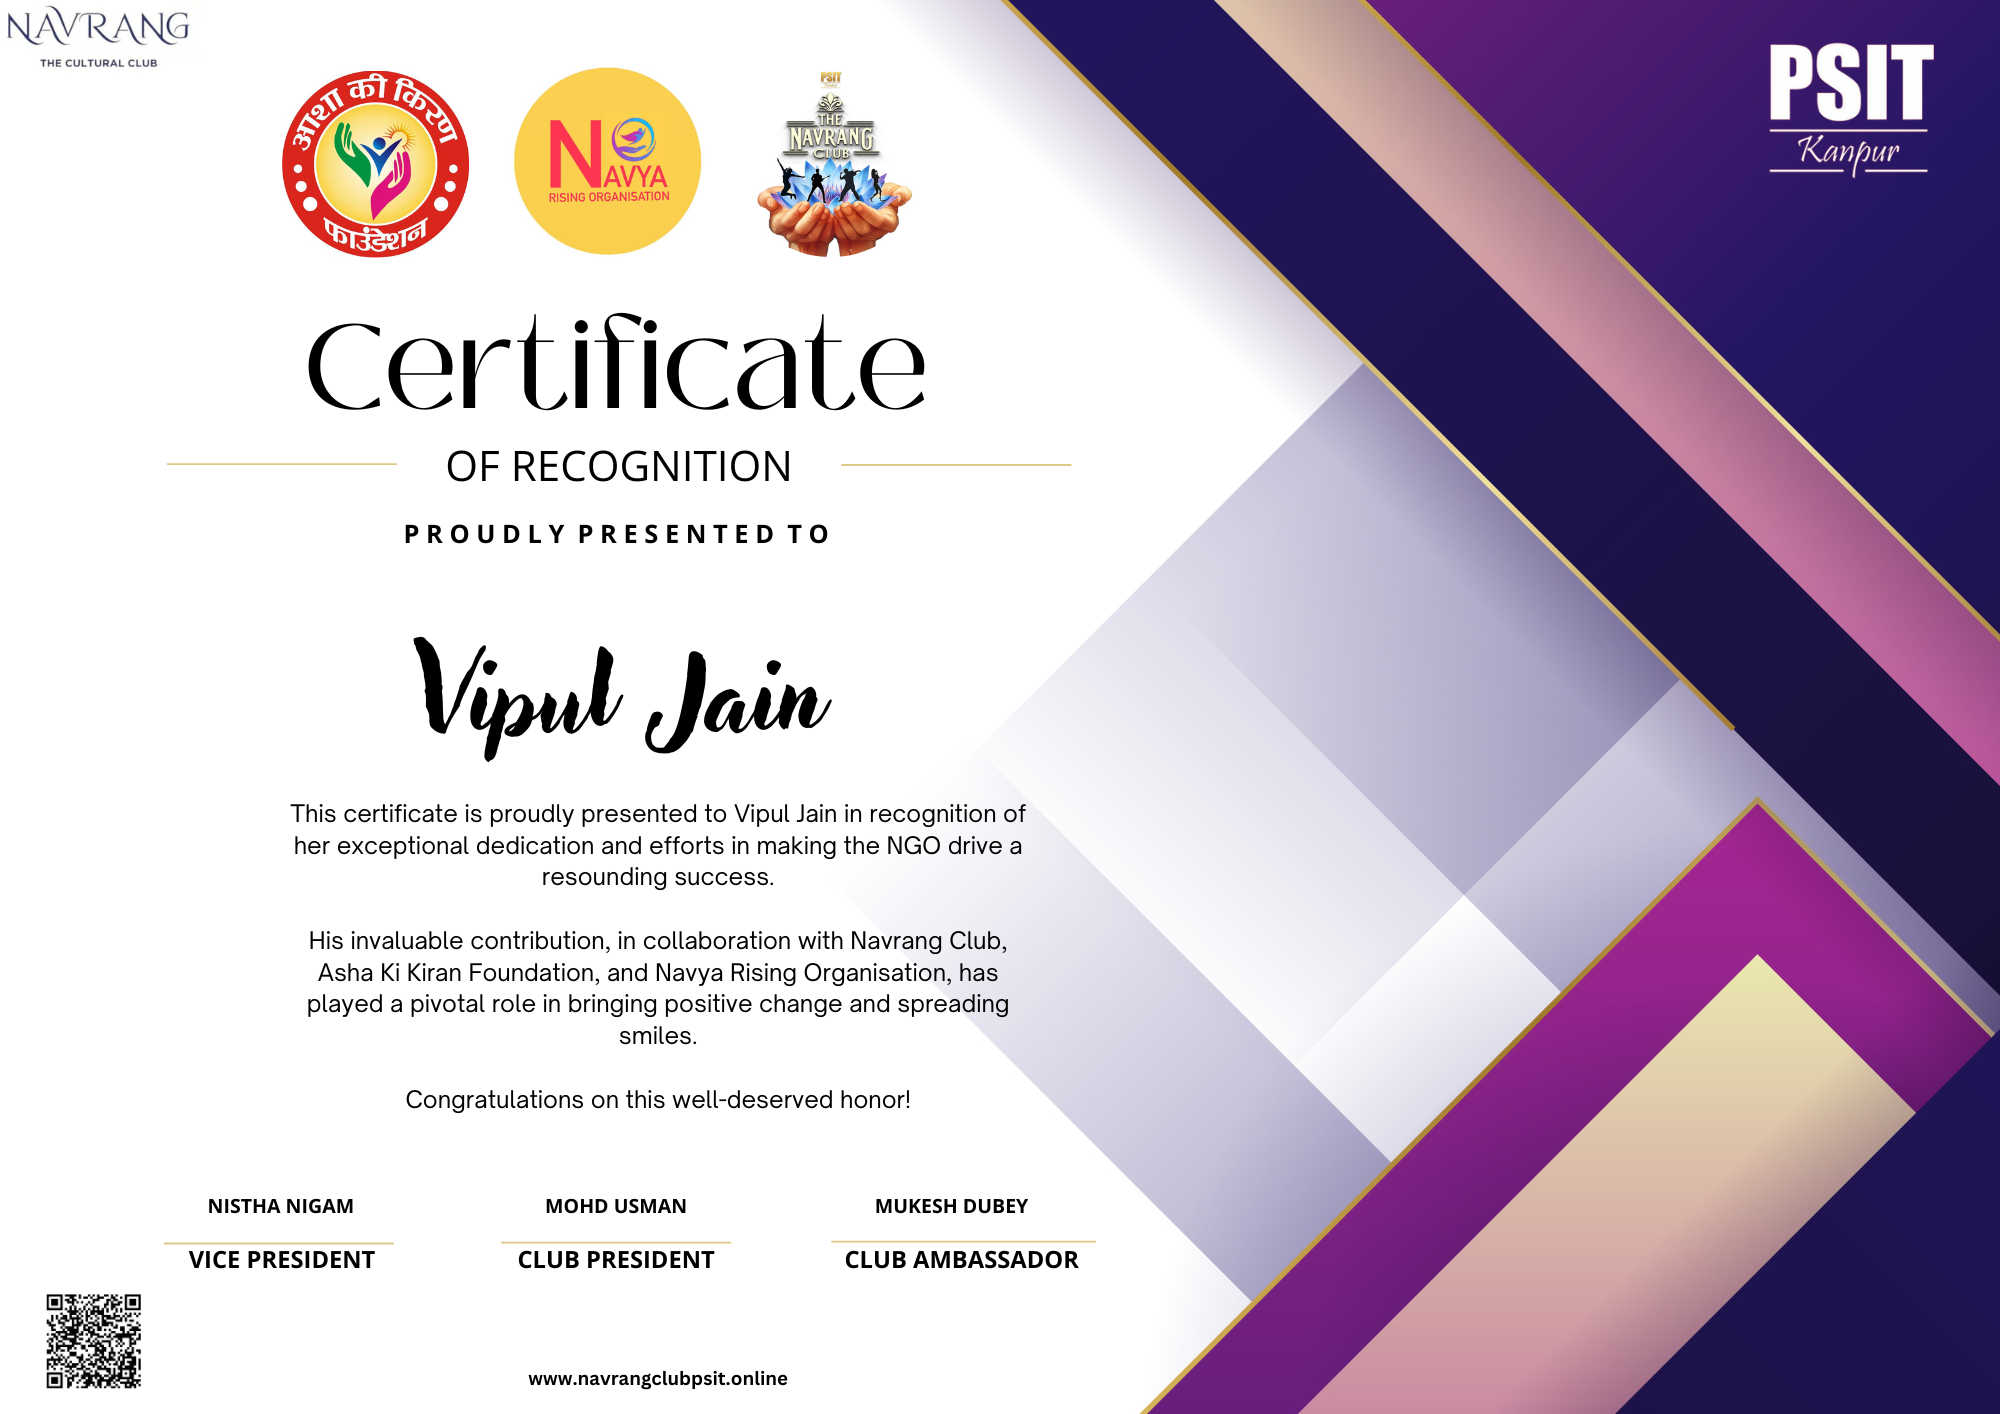 NAVRANG
THE CULTURAL CLUB
आशा की किरण
फाउंडेशन
NAVYA
RISING ORGANISATION
PSIT
THE
NAVRANG
CLUB
PSIT
Kanpur
Certificate
OF RECOGNITION
PROUDLY PRESENTED TO
Vipul Jain
This certificate is proudly presented to Vipul Jain in recognition of
her exceptional dedication and efforts in making the NGO drive a
resounding success.
His invaluable contribution, in collaboration with Navrang Club,
Asha Ki Kiran Foundation, and Navya Rising Organisation, has
played a pivotal role in bringing positive change and spreading
smiles.
Congratulations on this well-deserved honor!
NISTHA NIGAM
VICE PRESIDENT
MOHD USMAN
CLUB PRESIDENT
MUKESH DUBEY
CLUB AMBASSADOR
www.navrangclubpsit.online